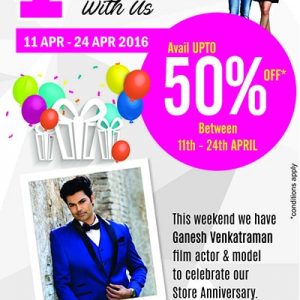 With Us
11 APR - 24 APR 2016
Avail UPTO
50%
OFF*
Between
11th - 24th APRIL
*conditions apply
This weekend we have
Ganesh Venkatraman
film actor & model
to celebrate our
Store Anniversary.